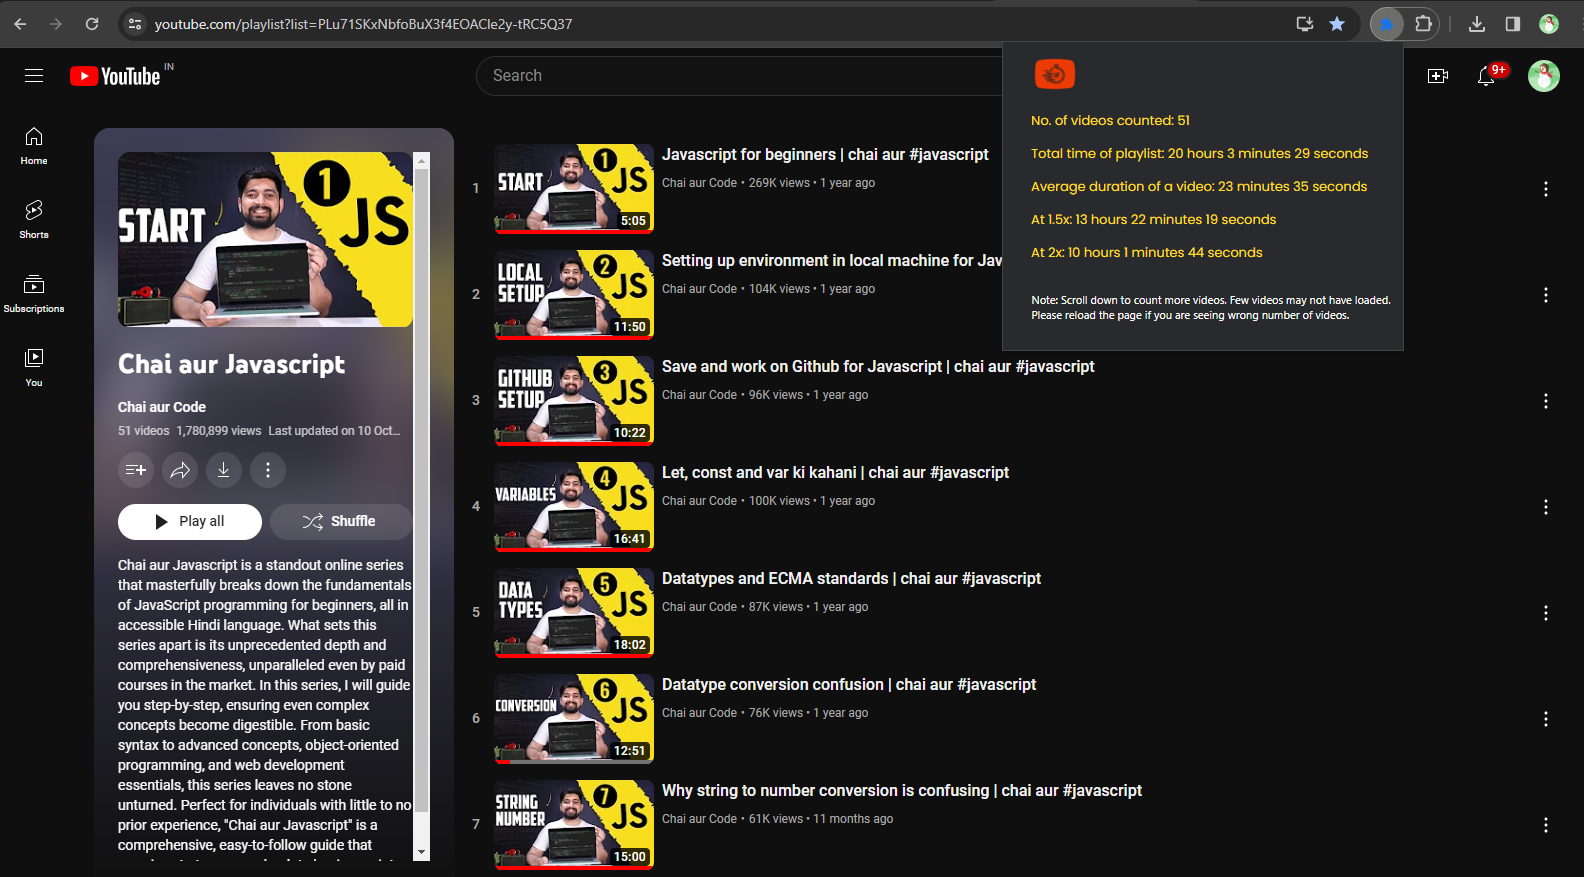 youtube.com/playlist?list=PLu71SKxNbfoBuX3f4EOACle2y-tRC5Q37
YouTube IN
Search
9+
Home
Shorts
Subscriptions
You
START
1
JS
Chai aur Javascript
Chai aur Code
51 videos 1,780,899 views Last updated on 10 Oct...
Play all
Shuffle
Chai aur Javascript is a standout online series
that masterfully breaks down the fundamentals
of JavaScript programming for beginners, all in
accessible Hindi language. What sets this
series apart is its unprecedented depth and
comprehensiveness, unparalleled even by paid
courses in the market. In this series, I will guide
you step-by-step, ensuring even complex
concepts become digestible. From basic
syntax to advanced concepts, object-oriented
programming, and web development
essentials, this series leaves no stone
unturned. Perfect for individuals with little to no
prior experience, "Chai aur Javascript" is a
comprehensive, easy-to-follow guide that
1
START
1
JS
5:05
Javascript for beginners | chai aur #javascript
Chai aur Code • 269K views • 1 year ago
2
LOCAL
SETUP
2
JS
11:50
Setting up environment in local machine for Jav
Chai aur Code • 104K views • 1 year ago
3
GITHUB
SETUP
3
JS
10:22
Save and work on Github for Javascript | chai aur #javascript
Chai aur Code • 96K views • 1 year ago
4
VARIABLES
4
JS
16:41
Let, const and var ki kahani | chai aur #javascript
Chai aur Code • 100K views • 1 year ago
5
DATA
TYPES
5
JS
18:02
Datatypes and ECMA standards | chai aur #javascript
Chai aur Code • 87K views • 1 year ago
6
CONVERSION
6
JS
12:51
Datatype conversion confusion | chai aur #javascript
Chai aur Code • 76K views • 1 year ago
7
STRING
NUMBER
7
JS
15:00
Why string to number conversion is confusing | chai aur #javascript
Chai aur Code • 61K views • 11 months ago
No. of videos counted: 51
Total time of playlist: 20 hours 3 minutes 29 seconds
Average duration of a video: 23 minutes 35 seconds
At 1.5x: 13 hours 22 minutes 19 seconds
At 2x: 10 hours 1 minutes 44 seconds
Note: Scroll down to count more videos. Few videos may not have loaded.
Please reload the page if you are seeing wrong number of videos.